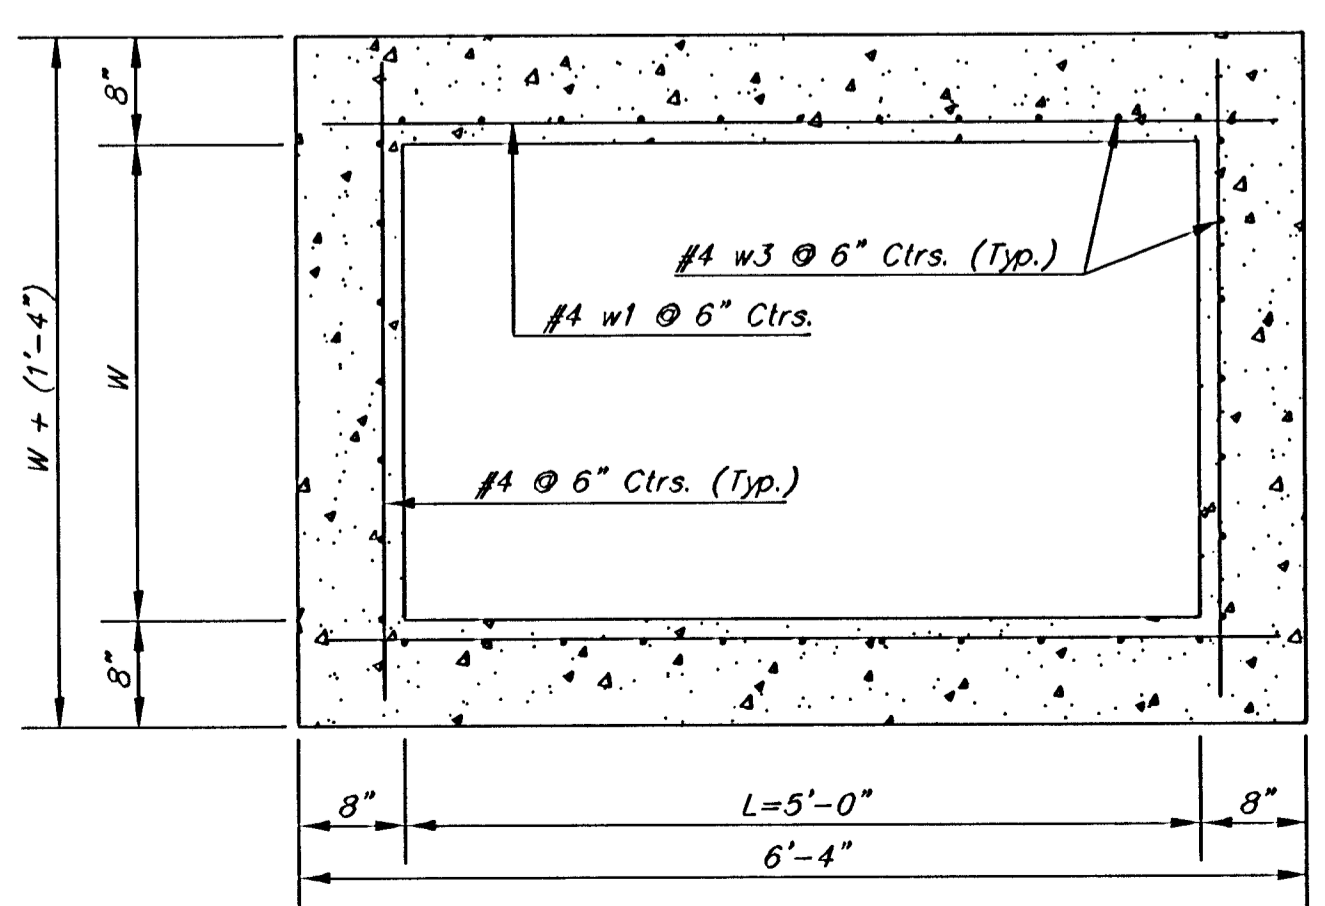 8"
W + (1'-4")
W
8"
#4 w3 @ 6" Ctrs. (Typ.)
#4 w1 @ 6" Ctrs.
#4 @ 6" Ctrs. (Typ.)
8"
L=5'-0"
8"
6'-4"